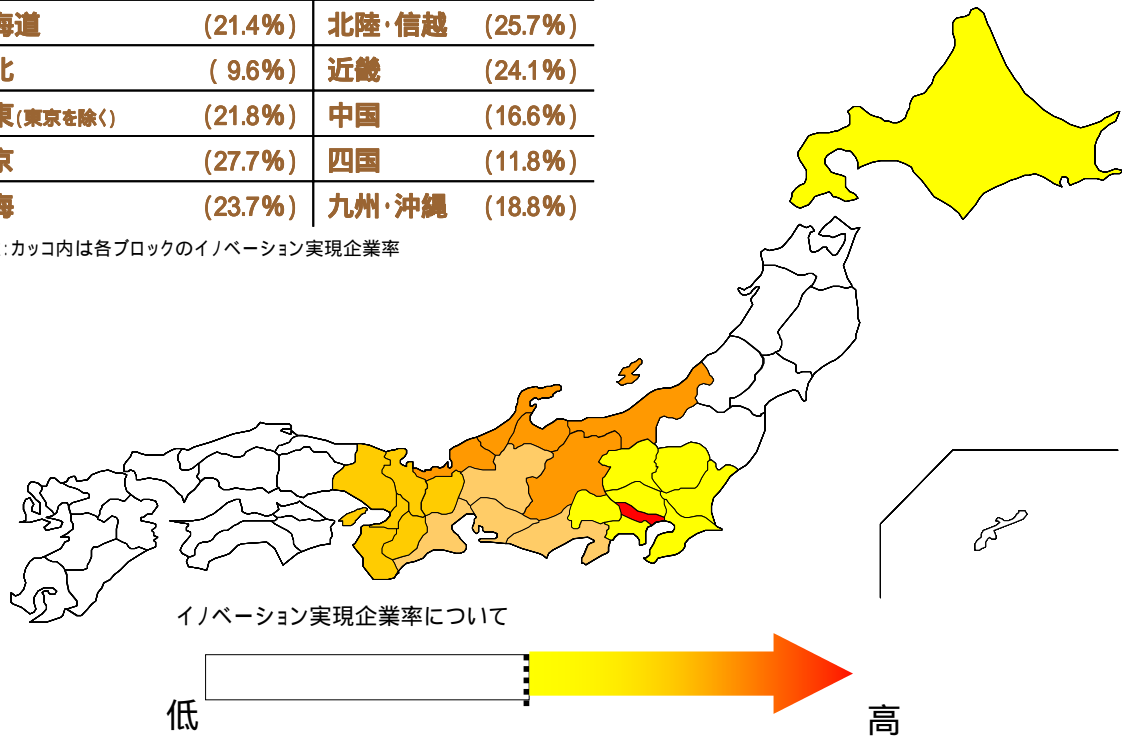 海道 (21.4%) 北陸・信越 (25.7%)
北 ( 9.6%) 近畿 (24.1%)
東(東京を除く) (21.8%) 中国 (16.6%)
京 (27.7%) 四国 (11.8%)
海 (23.7%) 九州・沖縄 (18.8%)
:カッコ内は各ブロックのイノベーション実現企業率
イノベーション実現企業率について
低
高